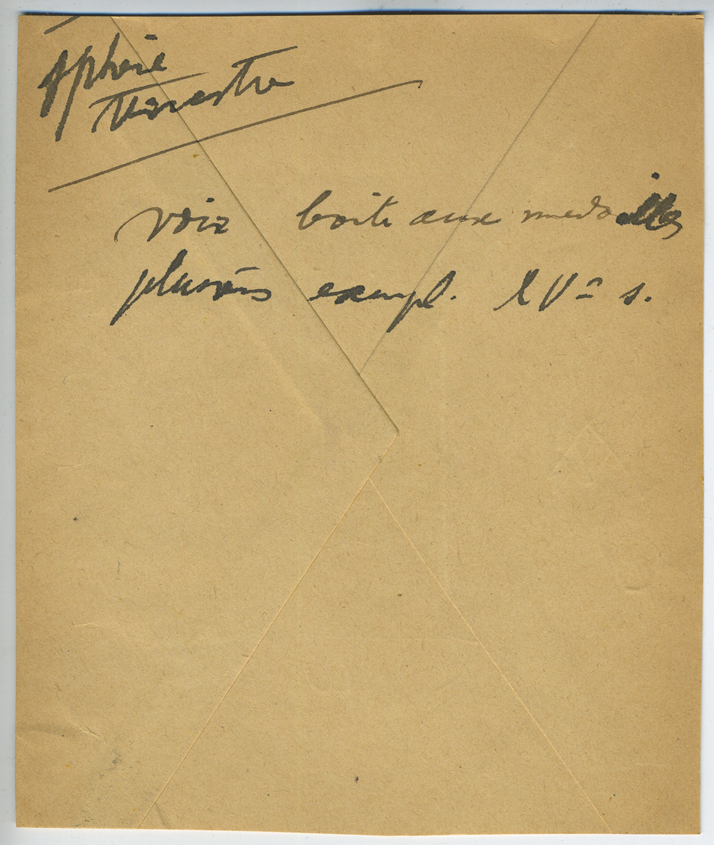 Sphère
Terrestre
voir boite aux medailles
plusieurs exempl. XVe s.